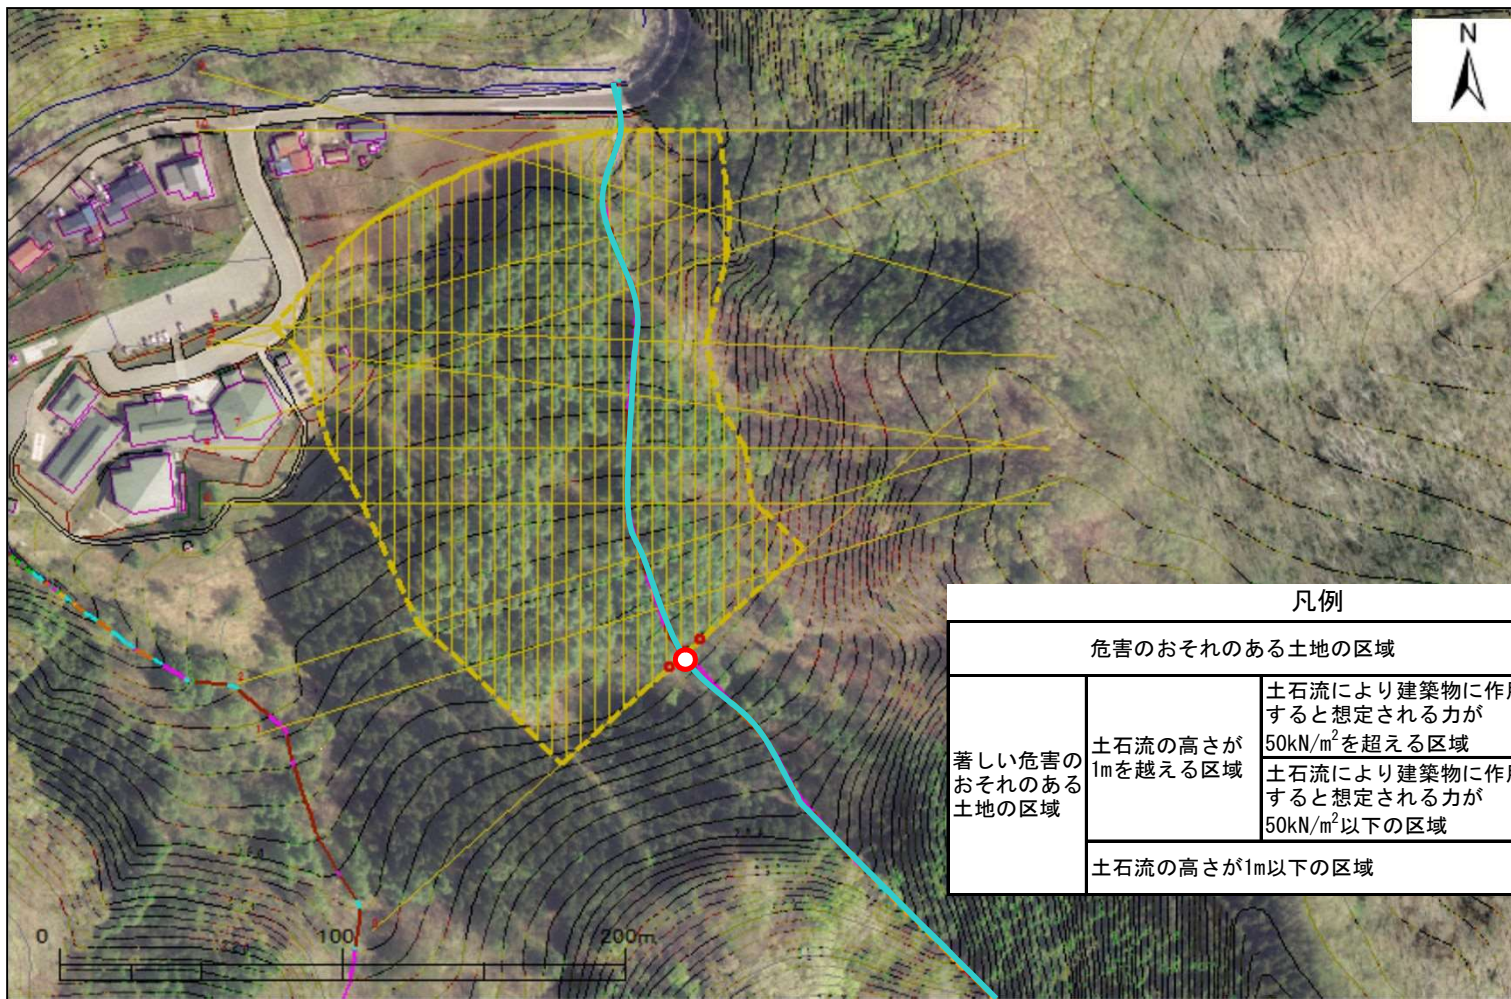 N
凡例
危害のおそれのある土地の区域
著しい危害の
おそれのある
土地の区域
土石流の高さが
1mを越える区域
土石流により建築物に作用
すると想定される力が
50kN/m²を超える区域
土石流により建築物に作用
すると想定される力が
50kN/m²以下の区域
土石流の高さが1m以下の区域
0 100 200m